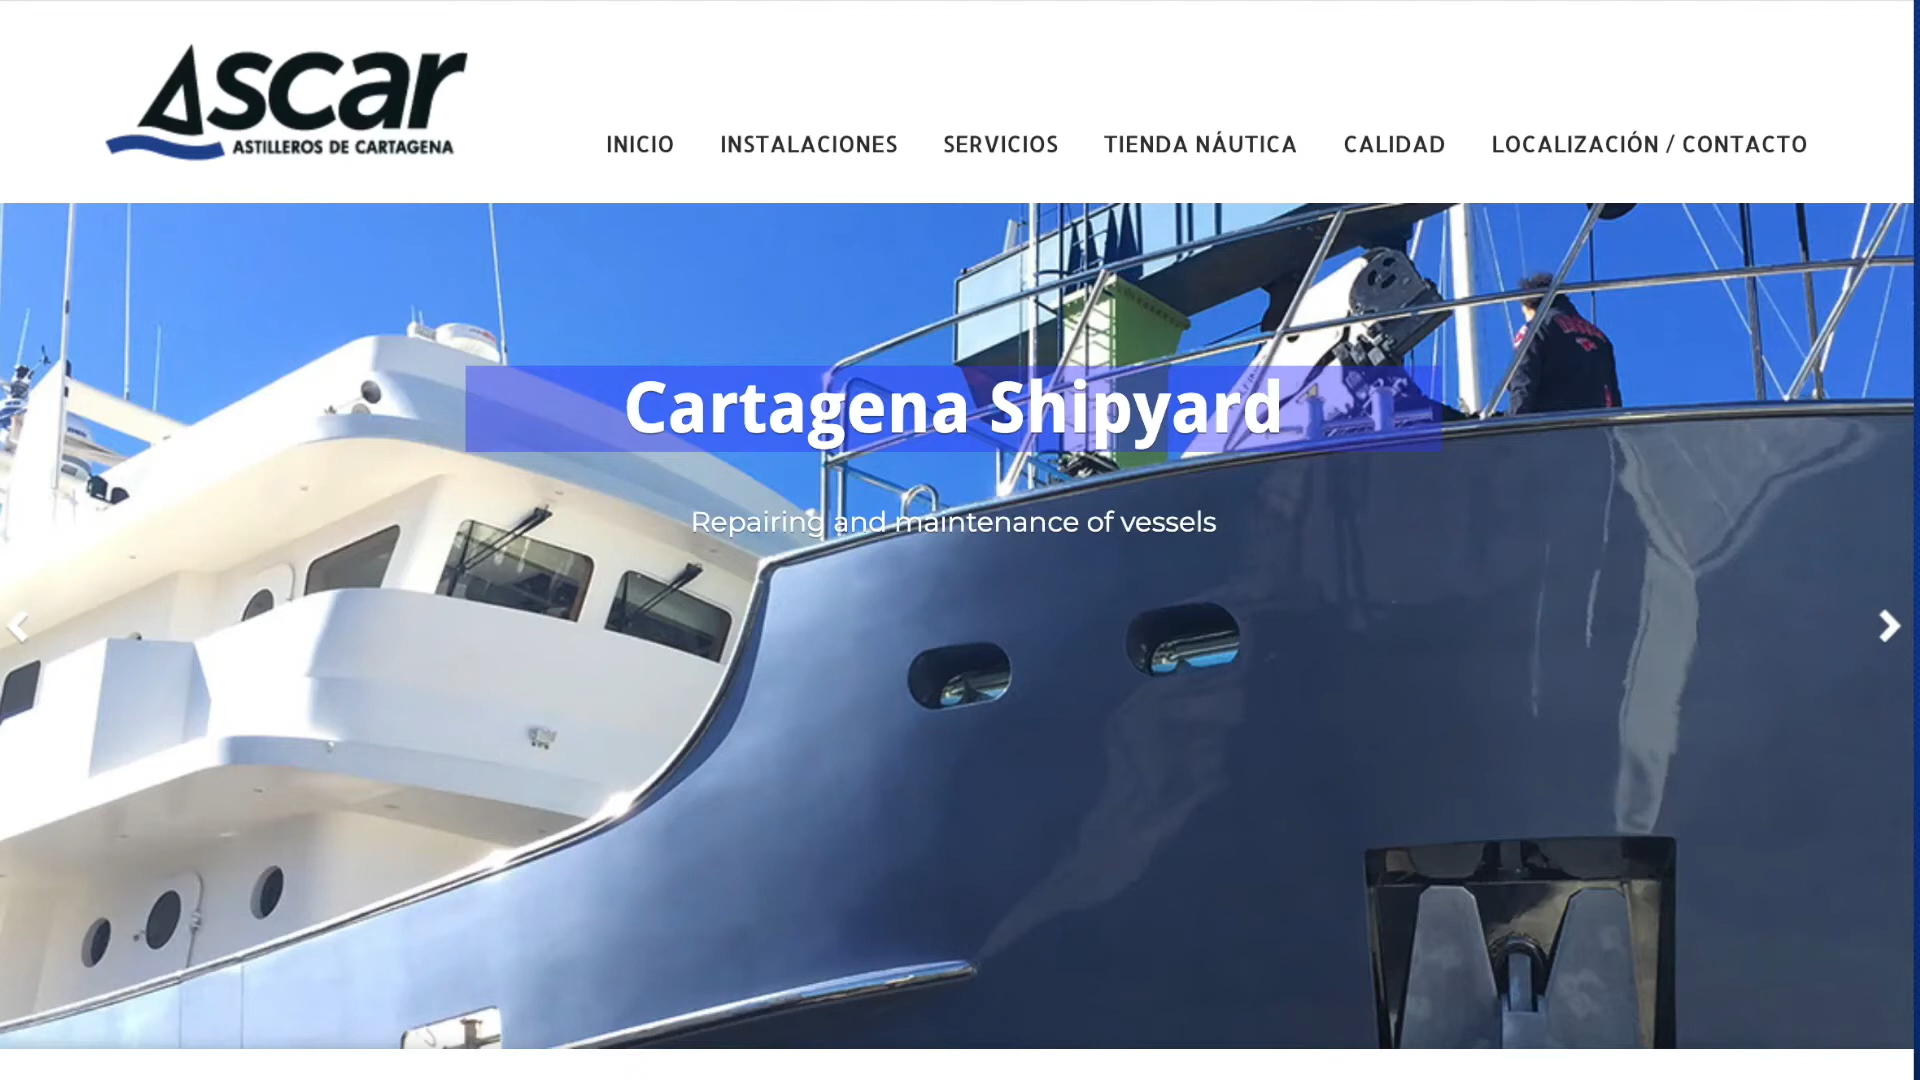 Ascar
ASTILLEROS DE CARTAGENA
INICIO INSTALACIONES SERVICIOS TIENDA NÁUTICA CALIDAD LOCALIZACIÓN / CONTACTO
Cartagena Shipyard
Repairing and maintenance of vessels